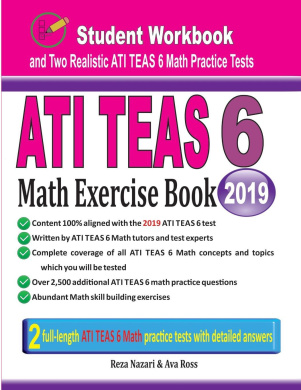 Student Workbook
and Two Realistic ATI TEAS 6 Math Practice Tests
ATI TEAS 6
Math Exercise Book 2019
Content 100% aligned with the 2019 ATI TEAS 6 test
Written by ATI TEAS 6 Math tutors and test experts
Complete coverage of all ATI TEAS 6 Math concepts and topics
which you will be tested
Over 2,500 additional ATI TEAS 6 math practice questions
Abundant Math skill building exercises
2 full-length ATI TEAS 6 Math practice tests with detailed answers
Reza Nazari & Ava Ross